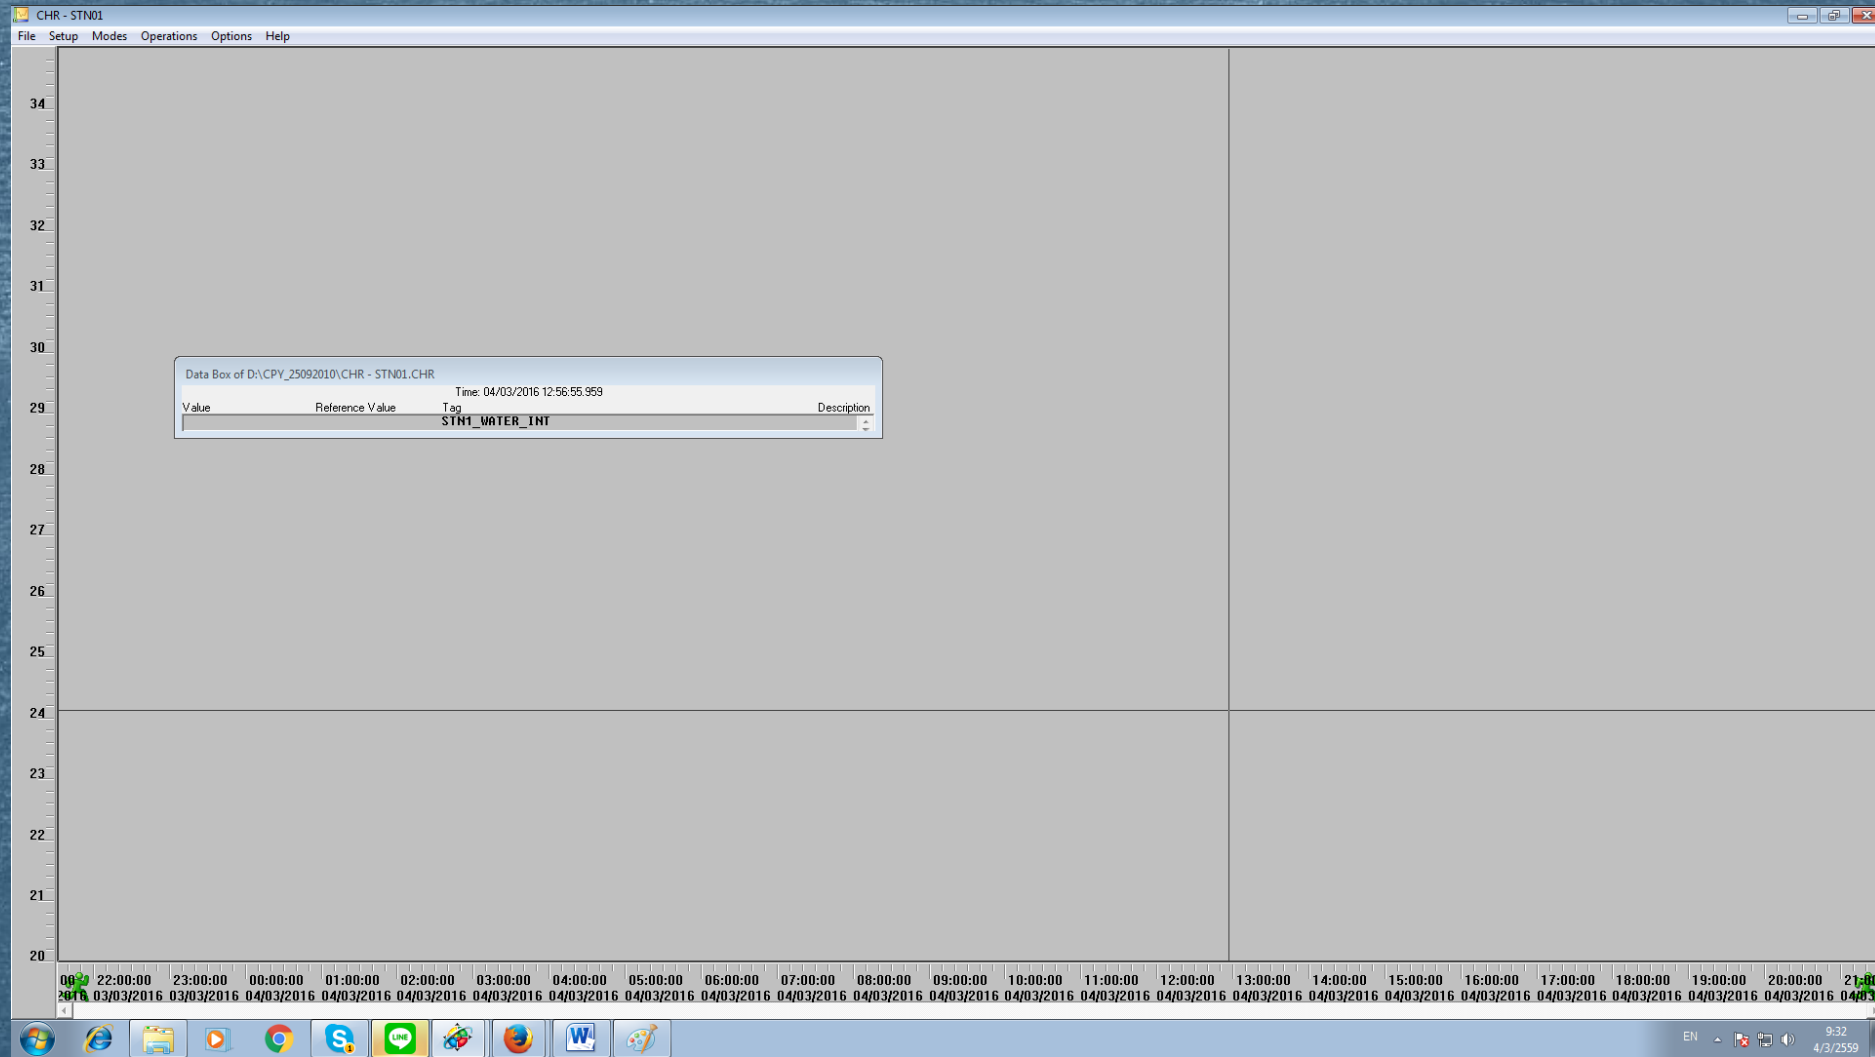 CHR - STN01
File Setup Modes Operations Options Help
34
33
32
31
30
Data Box of D:\CPY_25092010\CHR - STN01.CHR
Time: 04/03/2016 12:56:55.959
Value Reference Value Tag Description
STN1_WATER_INT
29
28
27
26
25
24
23
22
21
20
22:00:00 23:00:00 00:00:00 01:00:00 02:00:00 03:00:00 04:00:00 05:00:00 06:00:00 07:00:00 08:00:00 09:00:00 10:00:00 11:00:00 12:00:00 13:00:00 14:00:00 15:00:00 16:00:00 17:00:00 18:00:00 19:00:00 20:00:00
2016 03/03/2016 03/03/2016 04/03/2016 04/03/2016 04/03/2016 04/03/2016 04/03/2016 04/03/2016 04/03/2016 04/03/2016 04/03/2016 04/03/2016 04/03/2016 04/03/2016 04/03/2016 04/03/2016 04/03/2016 04/03/2016 04/03/2016 04/03/2016 04/03/2016 04/03/2016 04/03/2016
LINE
EN
9:32
4/3/2559